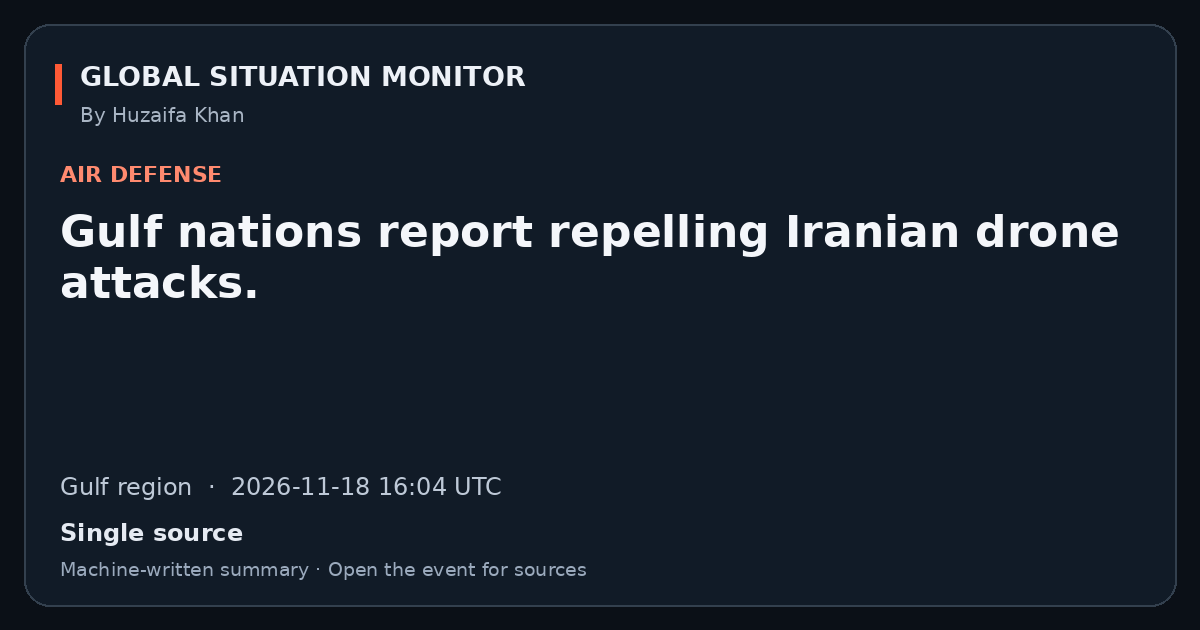 GLOBAL SITUATION MONITOR
By Huzaifa Khan
AIR DEFENSE
Gulf nations report repelling Iranian drone
attacks.
Gulf region · 2026-11-18 16:04 UTC
Single source
Machine-written summary · Open the event for sources